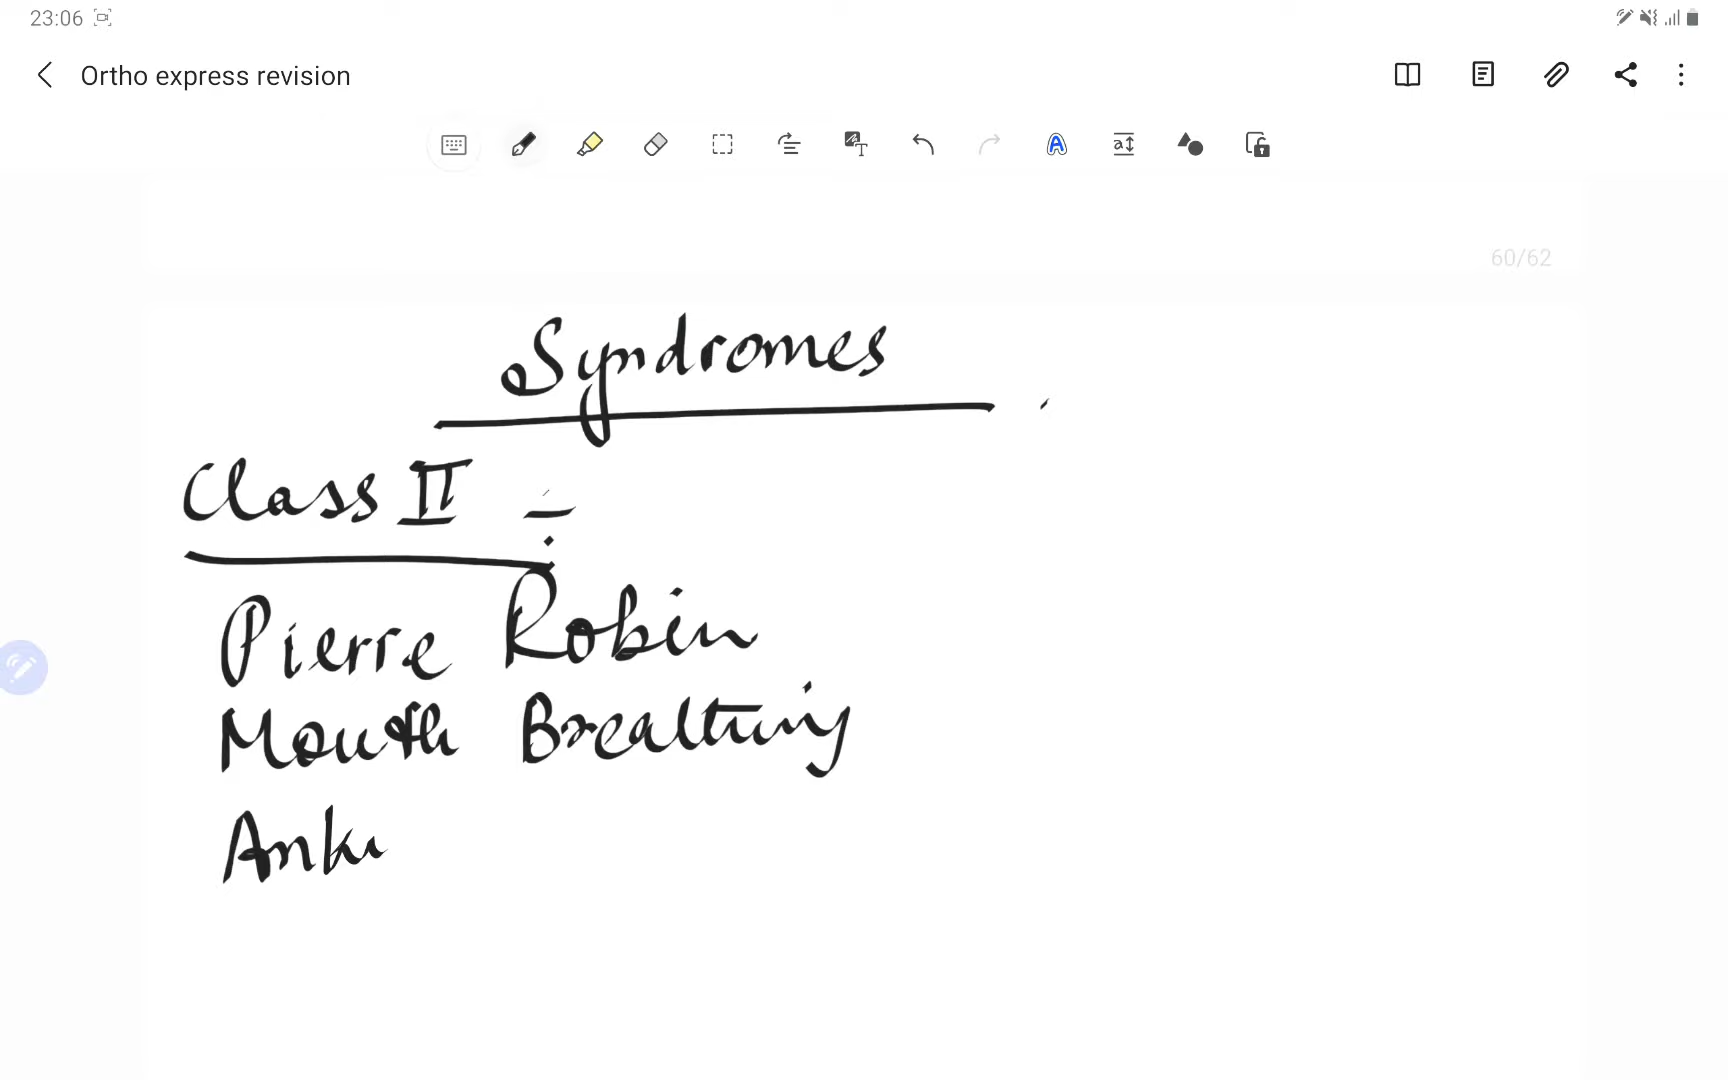 23:06
Ortho express revision
60/62
Syndromes
Class II -
Pierre Robin
Mouth Breathing
Anky